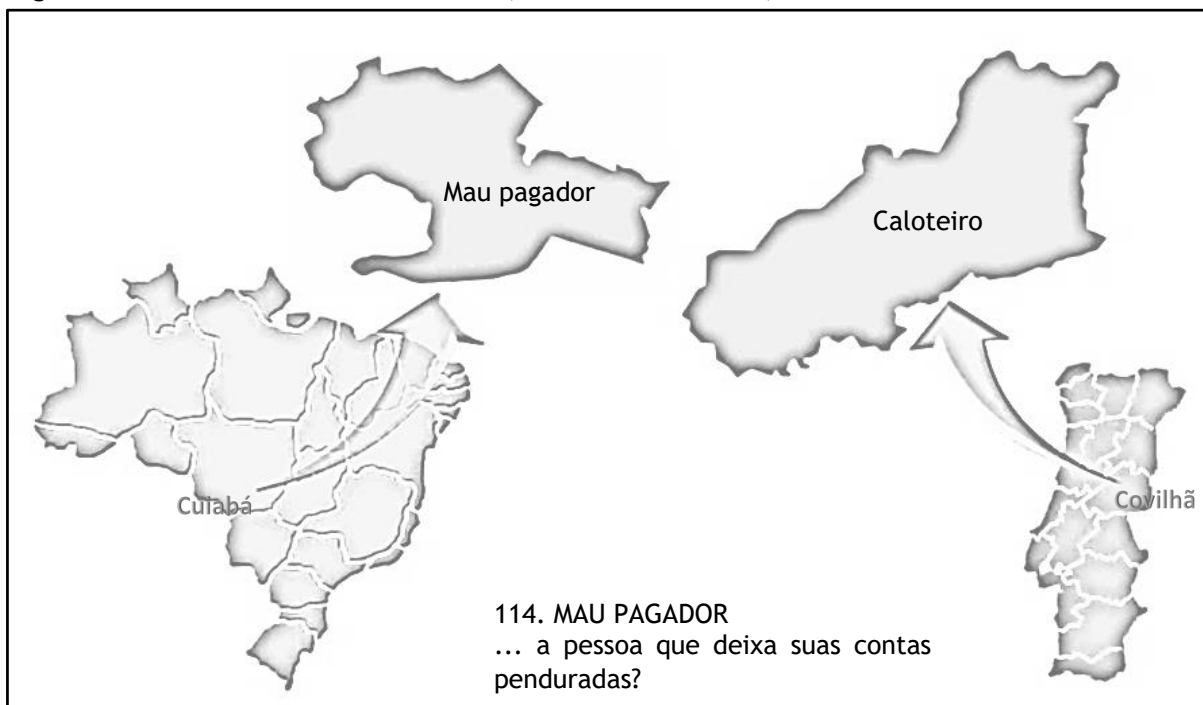 Mau pagador
Caloteiro
Cuiabá
Covilhã
114. MAU PAGADOR
... a pessoa que deixa suas contas
penduradas?